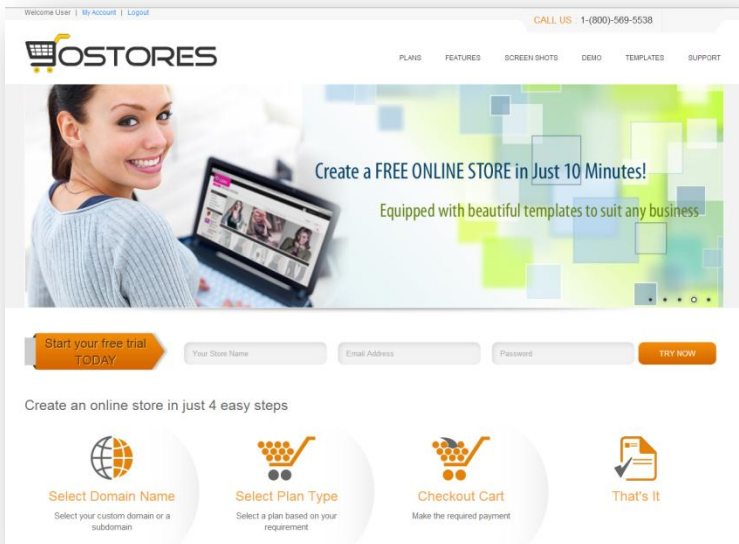 Welcome User | My Account | Logout
CALL US : 1-(800)-569-5538
OSTORES
PLANS FEATURES SCREEN SHOTS DEMO TEMPLATES SUPPORT
Create a FREE ONLINE STORE in Just 10 Minutes!
Equipped with beautiful templates to suit any business
Start your free trial
TODAY
Your Store Name
Email Address
Password
TRY NOW
Create an online store in just 4 easy steps
Select Domain Name
Select your custom domain or a
subdomain
Select Plan Type
Select a plan based on your
requirement
Checkout Cart
Make the required payment
That's It